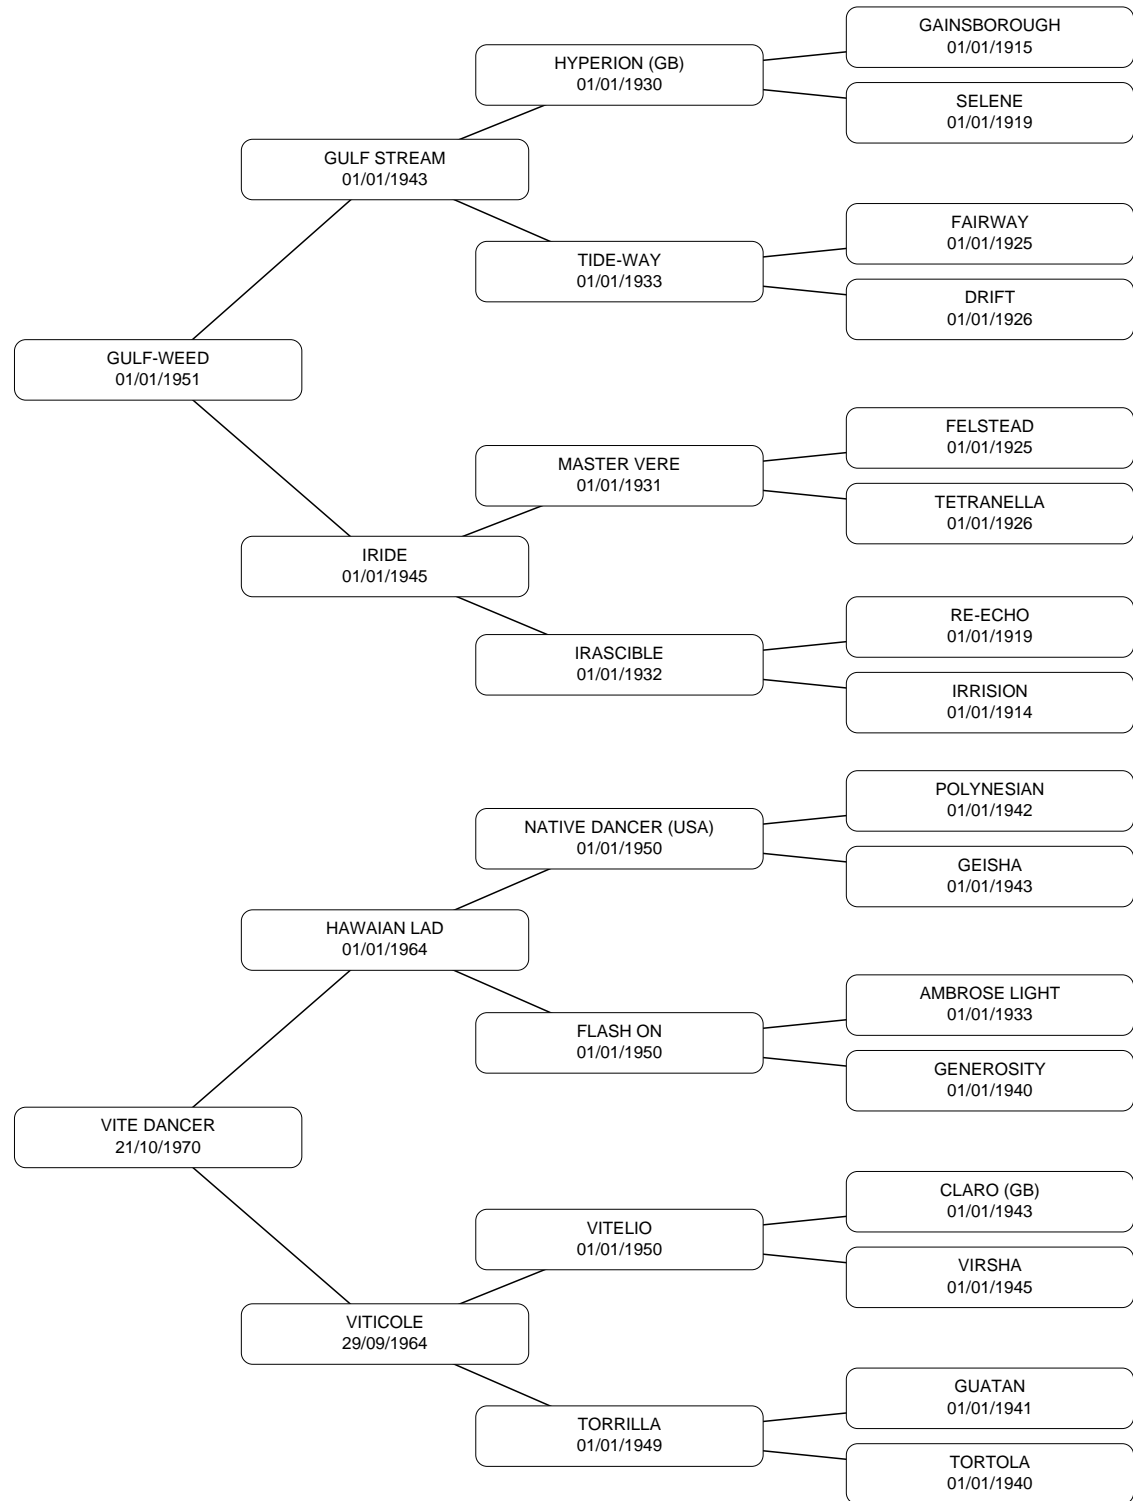 GAINSBOROUGH
01/01/1915
HYPERION (GB)
01/01/1930
SELENE
01/01/1919
GULF STREAM
01/01/1943
FAIRWAY
01/01/1925
TIDE-WAY
01/01/1933
DRIFT
01/01/1926
GULF-WEED
01/01/1951
FELSTEAD
01/01/1925
MASTER VERE
01/01/1931
TETRANELLA
01/01/1926
IRIDE
01/01/1945
RE-ECHO
01/01/1919
IRASCIBLE
01/01/1932
IRRISION
01/01/1914
POLYNESIAN
01/01/1942
NATIVE DANCER (USA)
01/01/1950
GEISHA
01/01/1943
HAWAIAN LAD
01/01/1964
AMBROSE LIGHT
01/01/1933
FLASH ON
01/01/1950
GENEROSITY
01/01/1940
VITE DANCER
21/10/1970
CLARO (GB)
01/01/1943
VITELIO
01/01/1950
VIRSHA
01/01/1945
VITICOLE
29/09/1964
GUATAN
01/01/1941
TORRILLA
01/01/1949
TORTOLA
01/01/1940